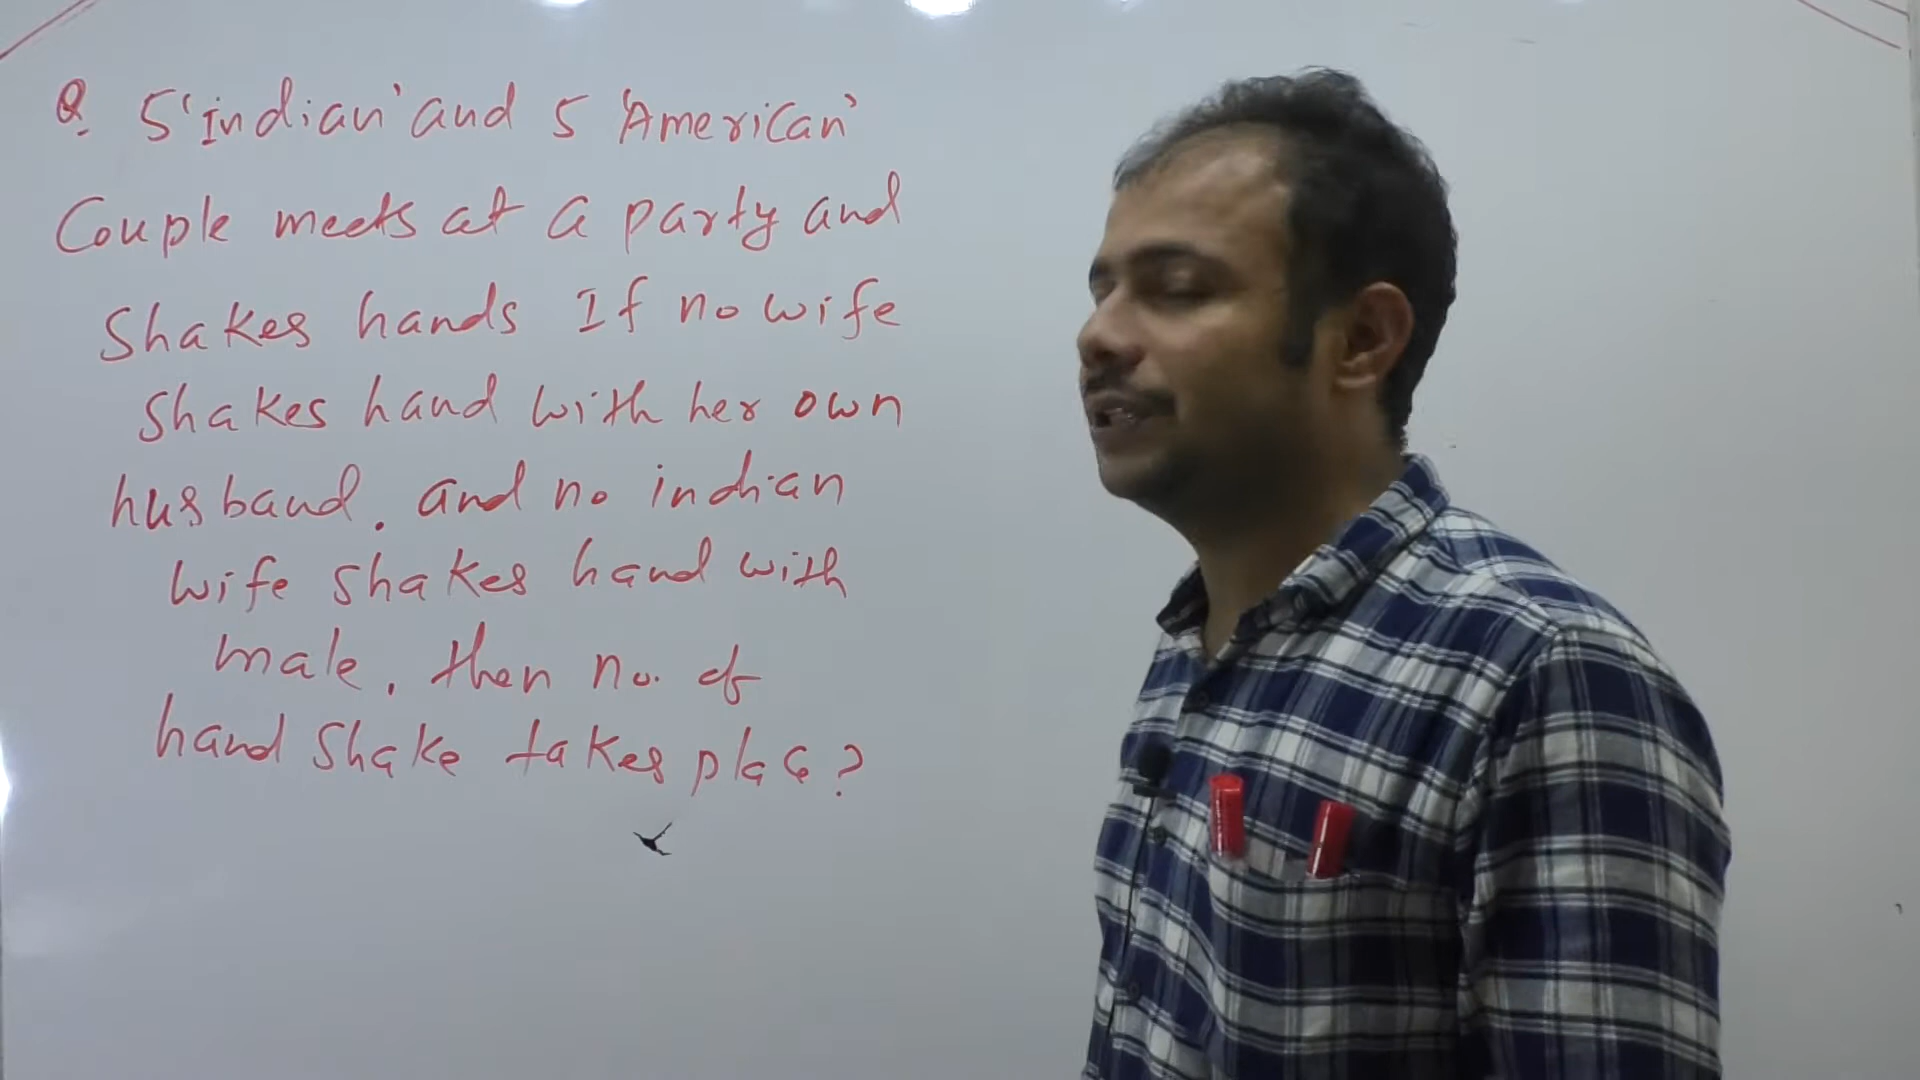 Q. 5 'Indian' and 5 'American'
Couple meets at a party and
Shakes hands If no wife
shakes hand with her own
husband. and no indian
wife shakes hand with
male, then no. of
hand Shake takes place?